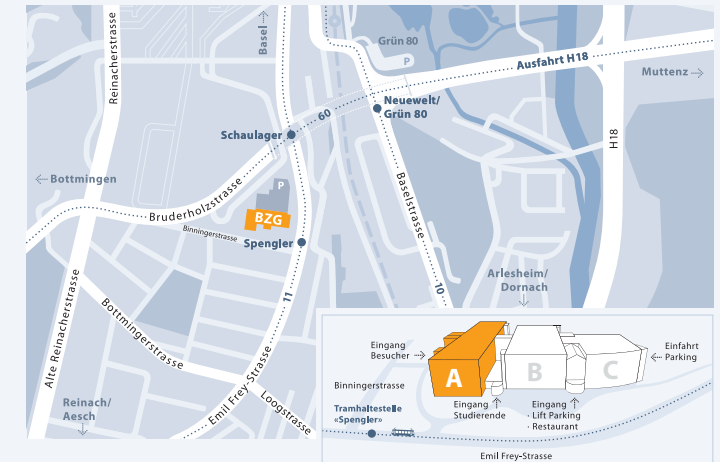 Reinacherstrasse
Basel
Grün 80
P
Ausfahrt H18
Muttenz
Neuewelt/
Grün 80
60
Schaulager
H18
Bottmingen
Bruderholzstrasse
P
BZG
Binningerstrasse
Spengler
Baselstrasse
10
11
Arlesheim/
Dornach
Alte Reinacherstrasse
Bottmingerstrasse
Emil Frey-Strasse
Loogstrasse
Reinach/
Aesch
Eingang
Besucher
A
B
C
Einfahrt
Parking
Binningerstrasse
Eingang
Studierende
Eingang
· Lift Parking
· Restaurant
Tramhaltestelle
«Spengler»
Emil Frey-Strasse